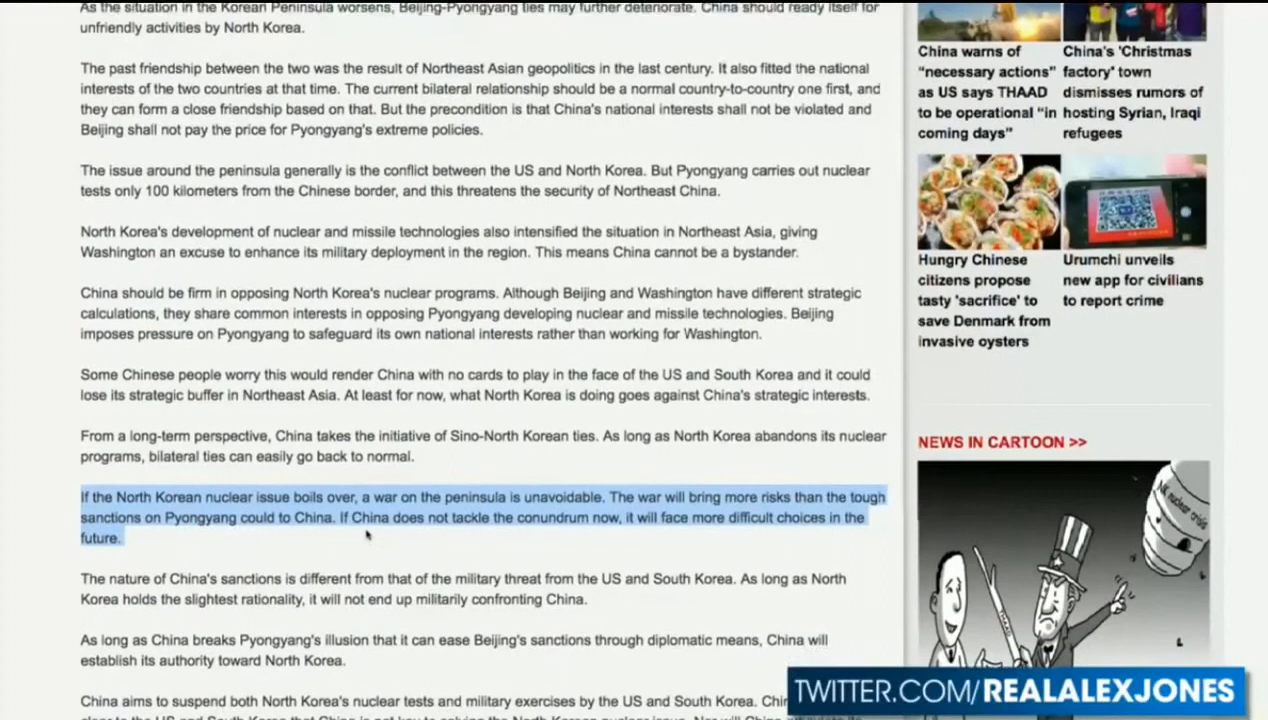 As the situation in the Korean Peninsula worsens, Beijing-Pyongyang ties may further deteriorate. China should ready itself for
unfriendly activities by North Korea.
The past friendship between the two was the result of Northeast Asian geopolitics in the last century. It also fitted the national
interests of the two countries at that time. The current bilateral relationship should be a normal country-to-country one first, and
they can form a close friendship based on that. But the precondition is that China's national interests shall not be violated and
Beijing shall not pay the price for Pyongyang's extreme policies.
The issue around the peninsula generally is the conflict between the US and North Korea. But Pyongyang carries out nuclear
tests only 100 kilometers from the Chinese border, and this threatens the security of Northeast China.
North Korea's development of nuclear and missile technologies also intensified the situation in Northeast Asia, giving
Washington an excuse to enhance its military deployment in the region. This means China cannot be a bystander.
China should be firm in opposing North Korea's nuclear programs. Although Beijing and Washington have different strategic
calculations, they share common interests in opposing Pyongyang developing nuclear and missile technologies. Beijing
imposes pressure on Pyongyang to safeguard its own national interests rather than working for Washington.
Some Chinese people worry this would render China with no cards to play in the face of the US and South Korea and it could
lose its strategic buffer in Northeast Asia. At least for now, what North Korea is doing goes against China's strategic interests.
From a long-term perspective, China takes the initiative of Sino-North Korean ties. As long as North Korea abandons its nuclear
programs, bilateral ties can easily go back to normal.
If the North Korean nuclear issue boils over, a war on the peninsula is unavoidable. The war will bring more risks than the tough
sanctions on Pyongyang could to China. If China does not tackle the conundrum now, it will face more difficult choices in the
future.
The nature of China's sanctions is different from that of the military threat from the US and South Korea. As long as North
Korea holds the slightest rationality, it will not end up militarily confronting China.
As long as China breaks Pyongyang's illusion that it can ease Beijing's sanctions through diplomatic means, China will
establish its authority toward North Korea.
China aims to suspend both North Korea's nuclear tests and military exercises by the US and South Korea.
China warns of
"necessary actions"
as US says THAAD
to be operational "in
coming days"
China's 'Christmas
factory' town
dismisses rumors of
hosting Syrian, Iraqi
refugees
Hungry Chinese
citizens propose
tasty 'sacrifice' to
save Denmark from
invasive oysters
Urumchi unveils
new app for civilians
to report crime
NEWS IN CARTOON >>
nuclear crisis
TWITTER.COM/REALALEXJONES